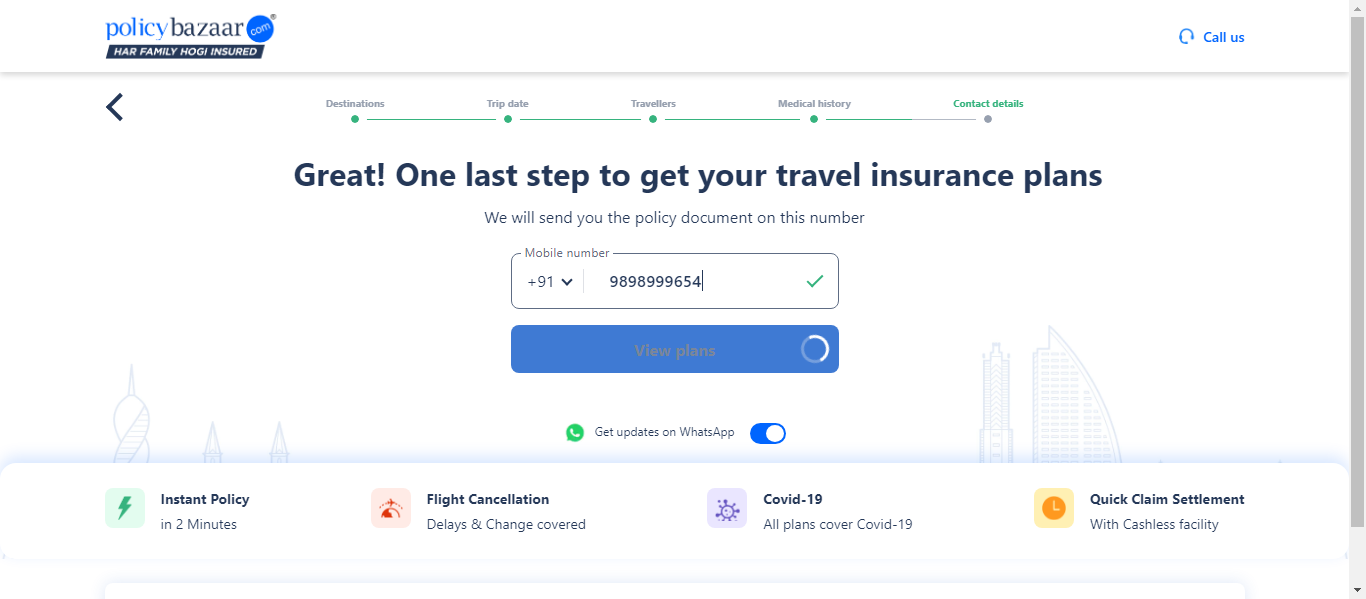 policybazaar com ®
HAR FAMILY HOGI INSURED
Call us
Destinations
Trip date
Travellers
Medical history
Contact details
Great! One last step to get your travel insurance plans
We will send you the policy document on this number
Mobile number
+91 9898999654
View plans
Get updates on WhatsApp
Instant Policy
in 2 Minutes
Flight Cancellation
Delays & Change covered
Covid-19
All plans cover Covid-19
Quick Claim Settlement
With Cashless facility